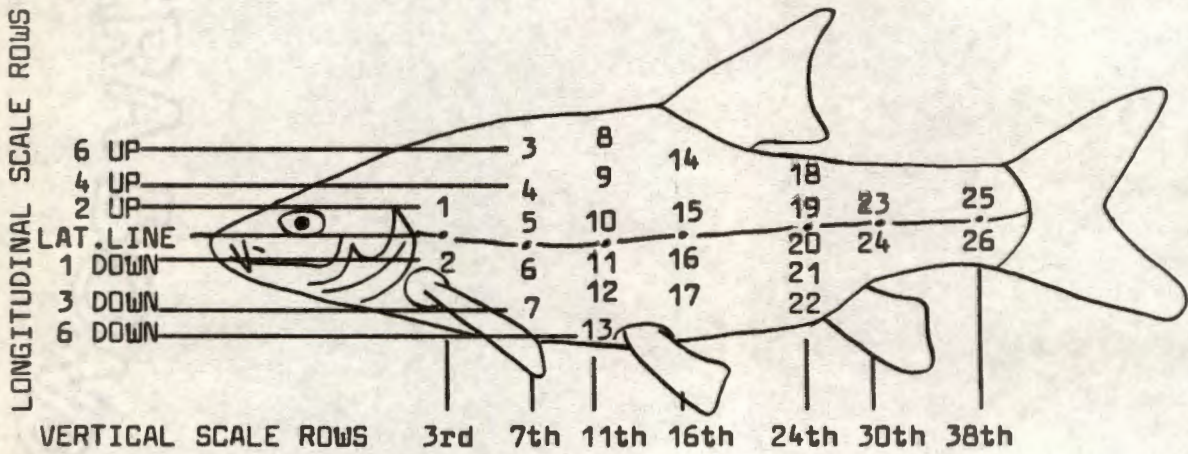 LONGITUDINAL SCALE ROWS
6 UP
4 UP
2 UP
LAT.LINE
1 DOWN
3 DOWN
6 DOWN
3 8
14
4 9 18
1
5 10 15 19 23 25
2 6 11 16 20 24 26
12 21
7 17 22
13
VERTICAL SCALE ROWS 3rd 7th 11th 16th 24th 30th 38th